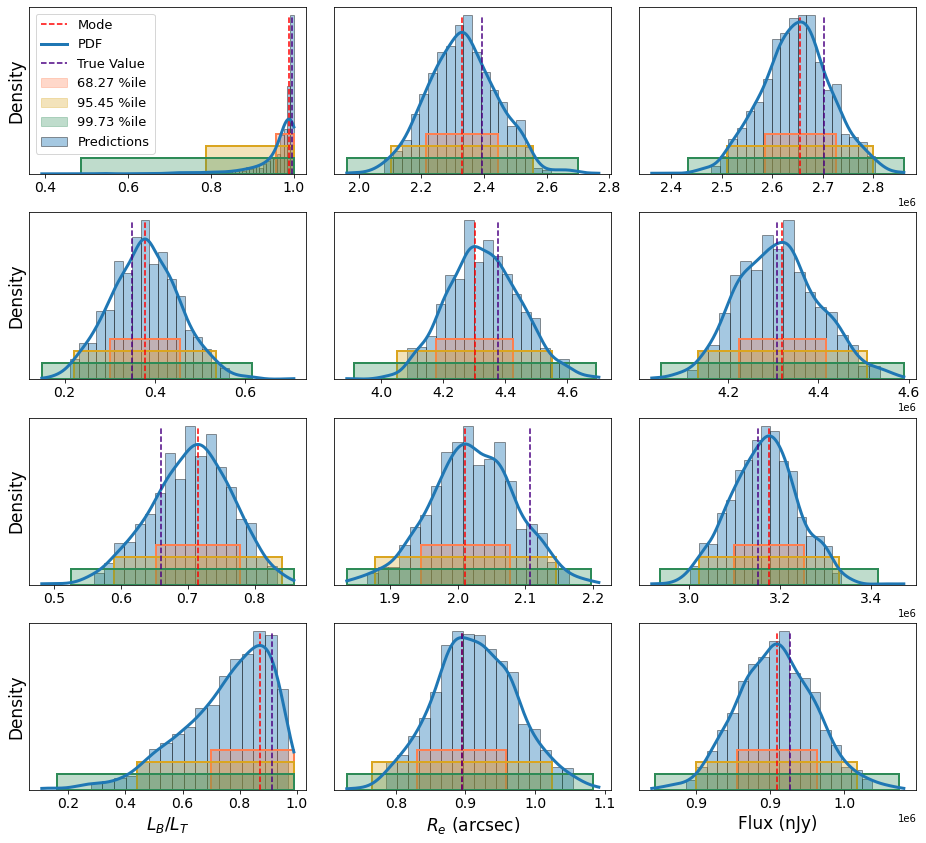 Density
Mode
PDF
True Value
68.27 %ile
95.45 %ile
99.73 %ile
Predictions
0.4 0.6 0.8 1.0
2.0 2.2 2.4 2.6 2.8
2.4 2.5 2.6 2.7 2.8
1e6
Density
0.2 0.4 0.6
4.0 4.2 4.4 4.6
4.2 4.4 4.6
1e6
Density
0.5 0.6 0.7 0.8
1.9 2.0 2.1 2.2
3.0 3.2 3.4
1e6
Density
0.2 0.4 0.6 0.8 1.0
0.8 0.9 1.0 1.1
0.9 0.9 1.0
1e6
L_B/L_T
R_e (arcsec)
Flux (nJy)